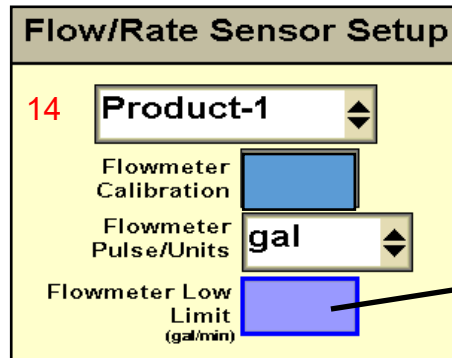 Flow/Rate Sensor Setup
14 Product-1
Flowmeter
Calibration
Flowmeter
Pulse/Units gal
Flowmeter Low
Limit
(gal/min)